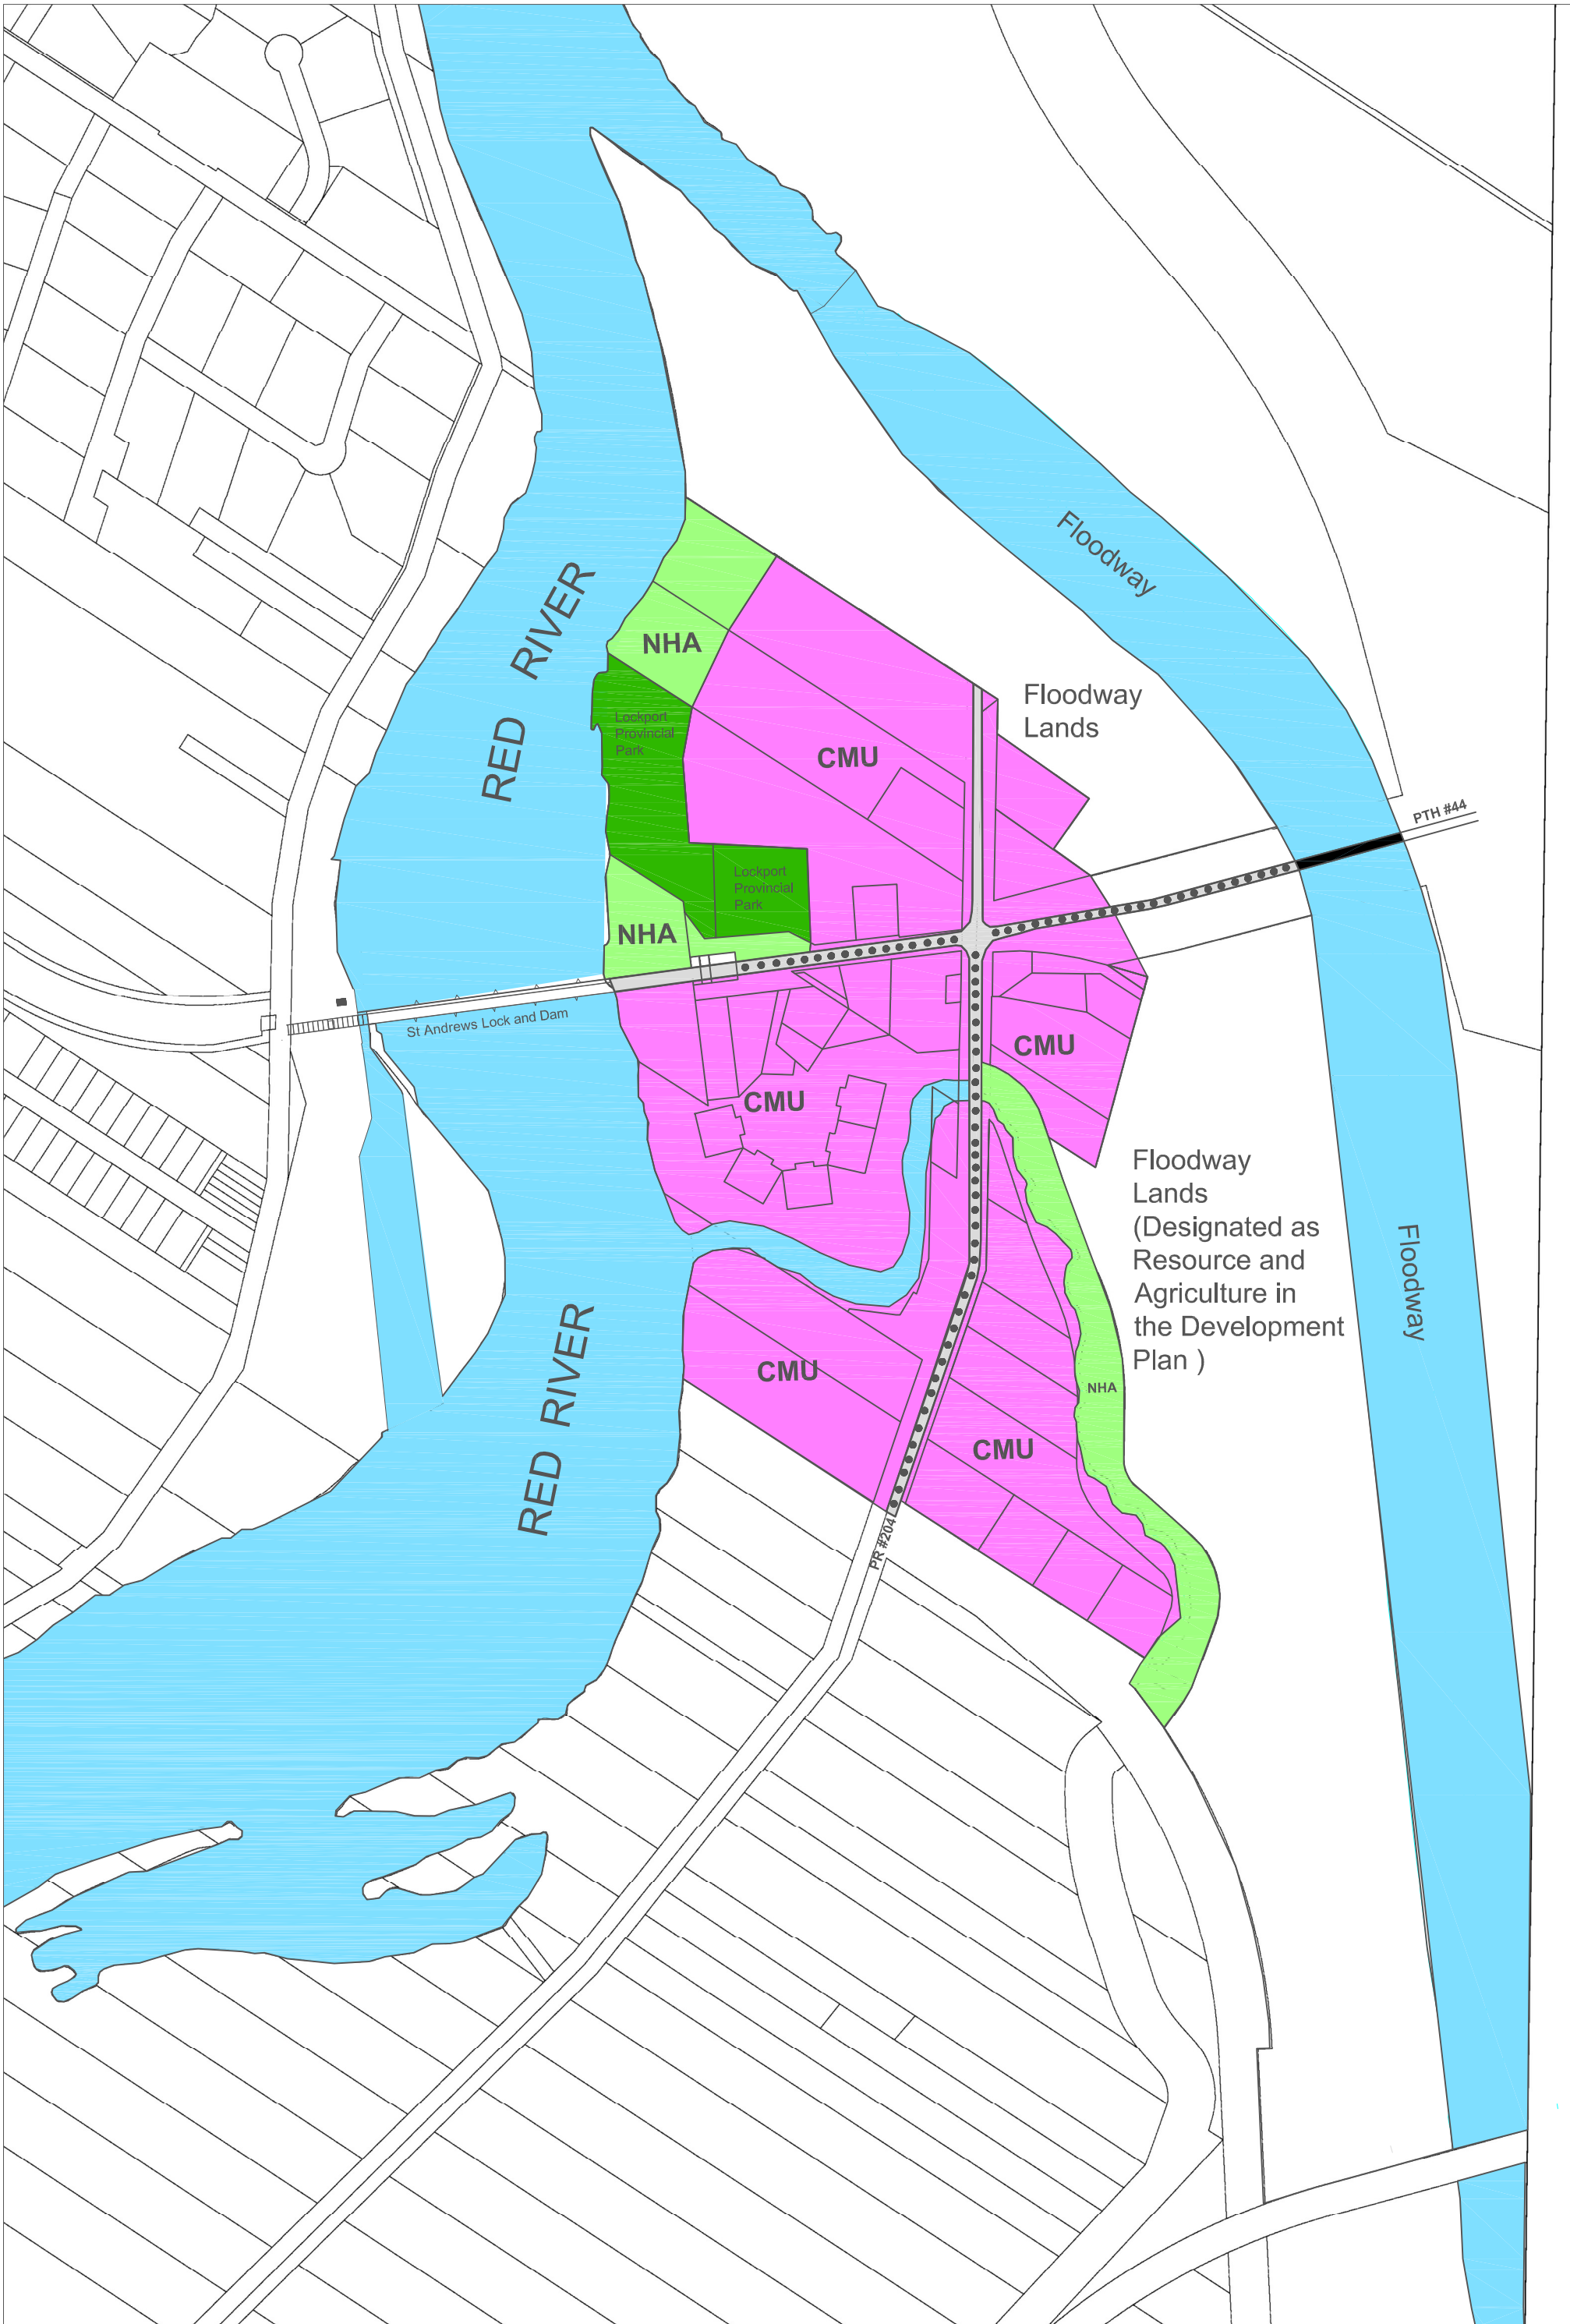 Floodway
RED RIVER
NHA
Floodway
Lands
Lockport
Provincial
Park
CMU
PTH #44
Lockport
Provincial
Park
NHA
St Andrews Lock and Dam
CMU
CMU
Floodway
Lands
(Designated as
Resource and
Agriculture in
the Development
Plan )
Floodway
RED RIVER
CMU
NHA
CMU
PR #204